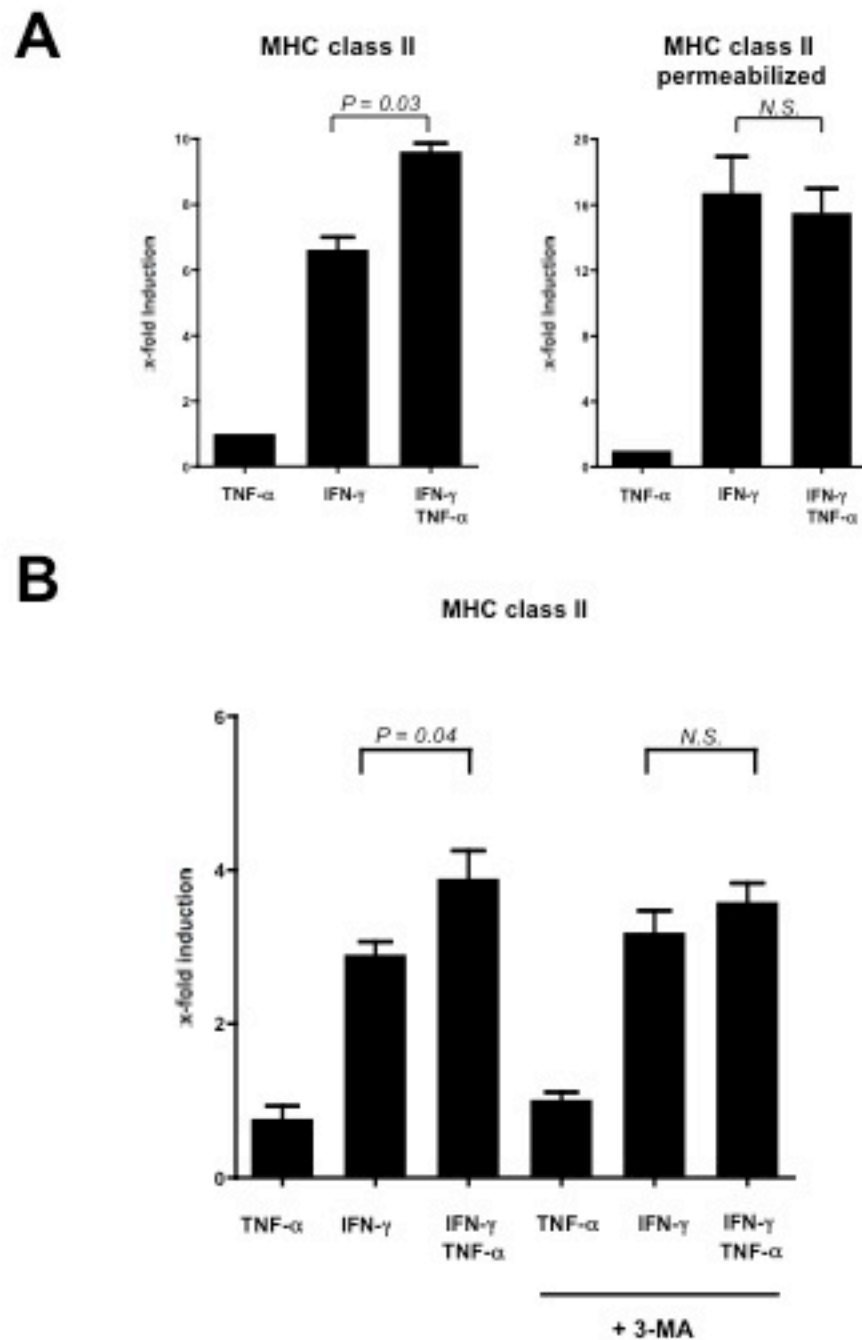 A
MHC class II
P = 0.03
10
8
6
4
2
0
x-fold Induction
TNF-α
IFN-γ
IFN-γ
TNF-α
MHC class II
permeabilized
N.S.
20
16
12
8
4
0
x-fold Induction
TNF-α
IFN-γ
IFN-γ
TNF-α
B
MHC class II
P = 0.04
N.S.
6
4
2
0
x-fold induction
TNF-α
IFN-γ
IFN-γ
TNF-α
TNF-α
IFN-γ
IFN-γ
TNF-α
+ 3-MA